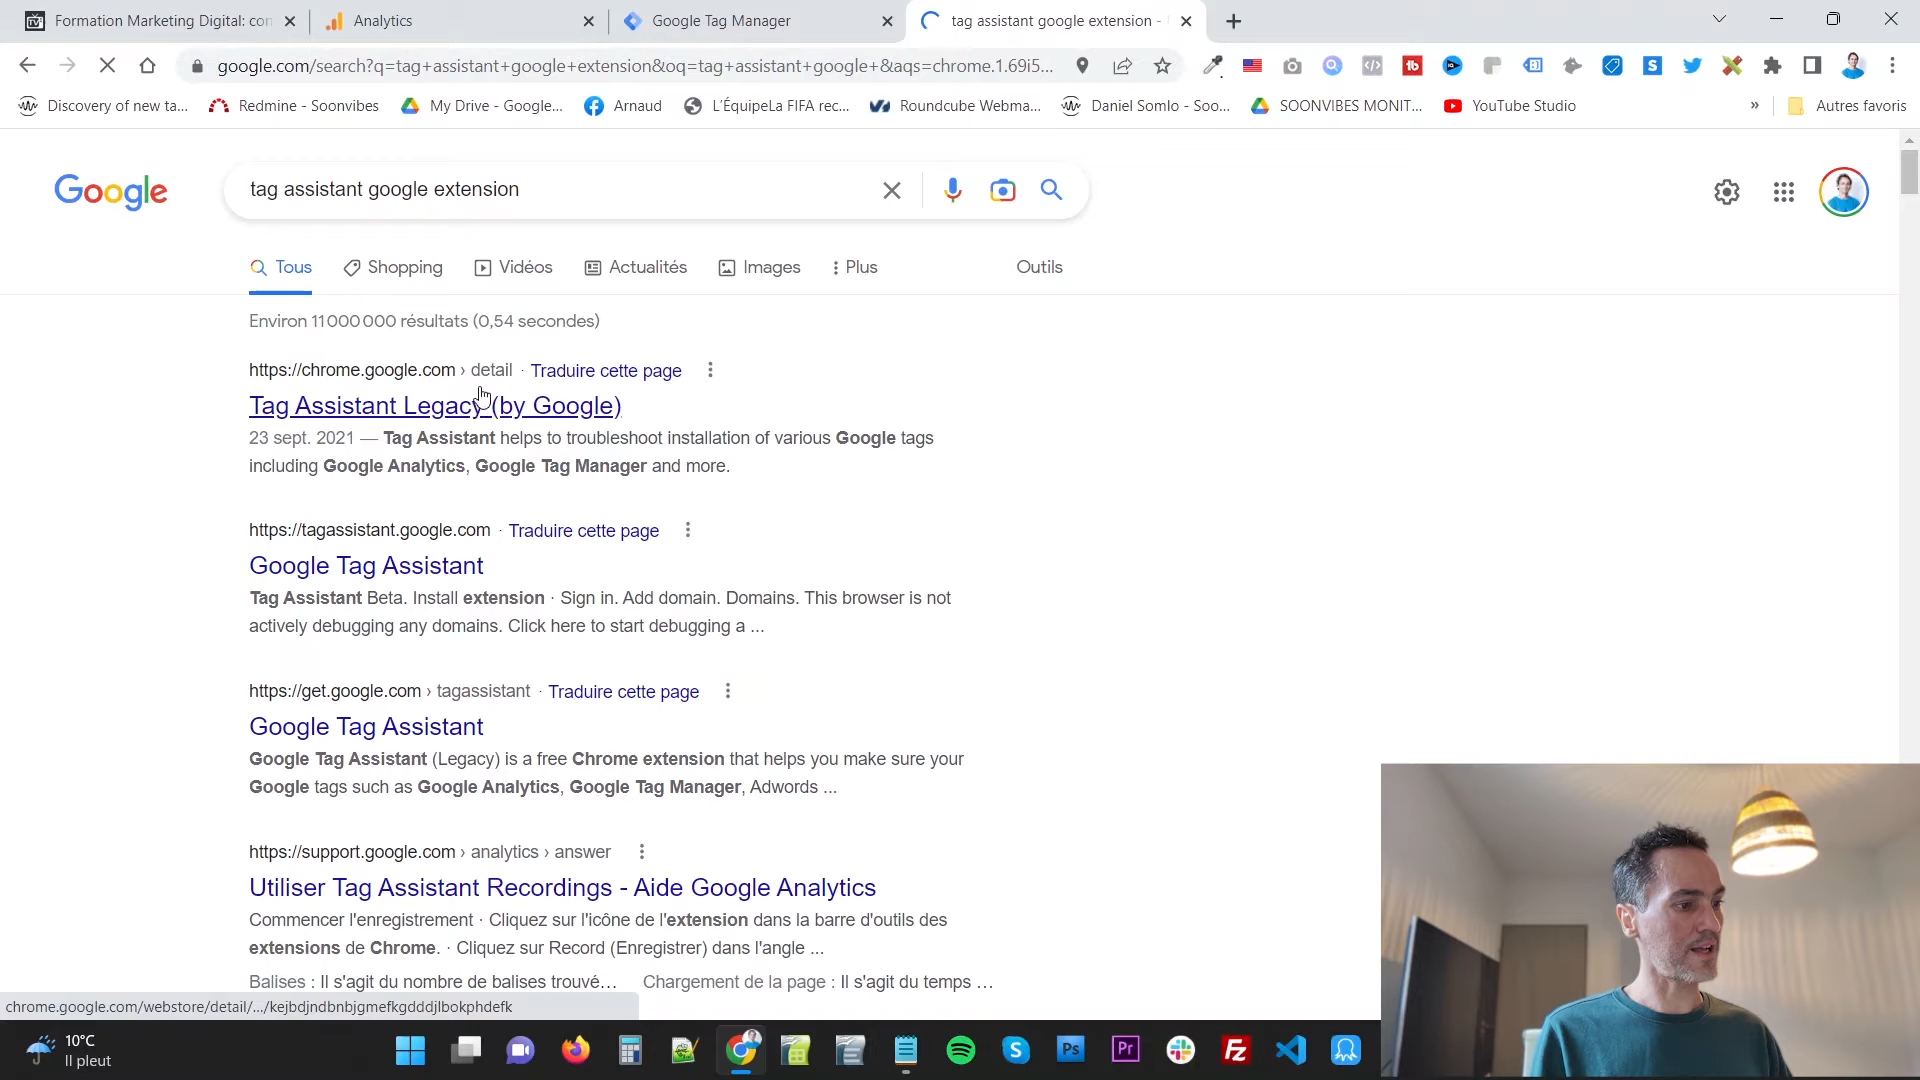 Formation Marketing Digital: con
Analytics
Google Tag Manager
tag assistant google extension -
google.com/search?q=tag+assistant+google+extension&oq=tag+assistant+google+&aqs=chrome.1.69i5...
Discovery of new ta...
Redmine - Soonvibes
My Drive - Google...
Arnaud
L'ÉquipeLa FIFA rec...
Roundcube Webma...
Daniel Somlo - Soo...
SOONVIBES MONIT...
YouTube Studio
»
Autres favoris
Google
tag assistant google extension
Tous
Shopping
Vidéos
Actualités
Images
Plus
Outils
Environ 11 000 000 résultats (0,54 secondes)
https://chrome.google.com › detail · Traduire cette page
Tag Assistant Legacy (by Google)
23 sept. 2021 — Tag Assistant helps to troubleshoot installation of various Google tags
including Google Analytics, Google Tag Manager and more.
https://tagassistant.google.com · Traduire cette page
Google Tag Assistant
Tag Assistant Beta. Install extension · Sign in. Add domain. Domains. This browser is not
actively debugging any domains. Click here to start debugging a ...
https://get.google.com › tagassistant · Traduire cette page
Google Tag Assistant
Google Tag Assistant (Legacy) is a free Chrome extension that helps you make sure your
Google tags such as Google Analytics, Google Tag Manager, Adwords ...
https://support.google.com › analytics › answer
Utiliser Tag Assistant Recordings - Aide Google Analytics
Commencer l'enregistrement · Cliquez sur l'icône de l'extension dans la barre d'outils des
extensions de Chrome. · Cliquez sur Record (Enregistrer) dans l'angle ...
Balises : Il s'agit du nombre de balises trouvé... Chargement de la page : Il s'agit du temps ...
chrome.google.com/webstore/detail/.../kejbdjndbnbjgmefkgdddjlbokphdefk
10°C
Il pleut
Ps
Pr
Fz